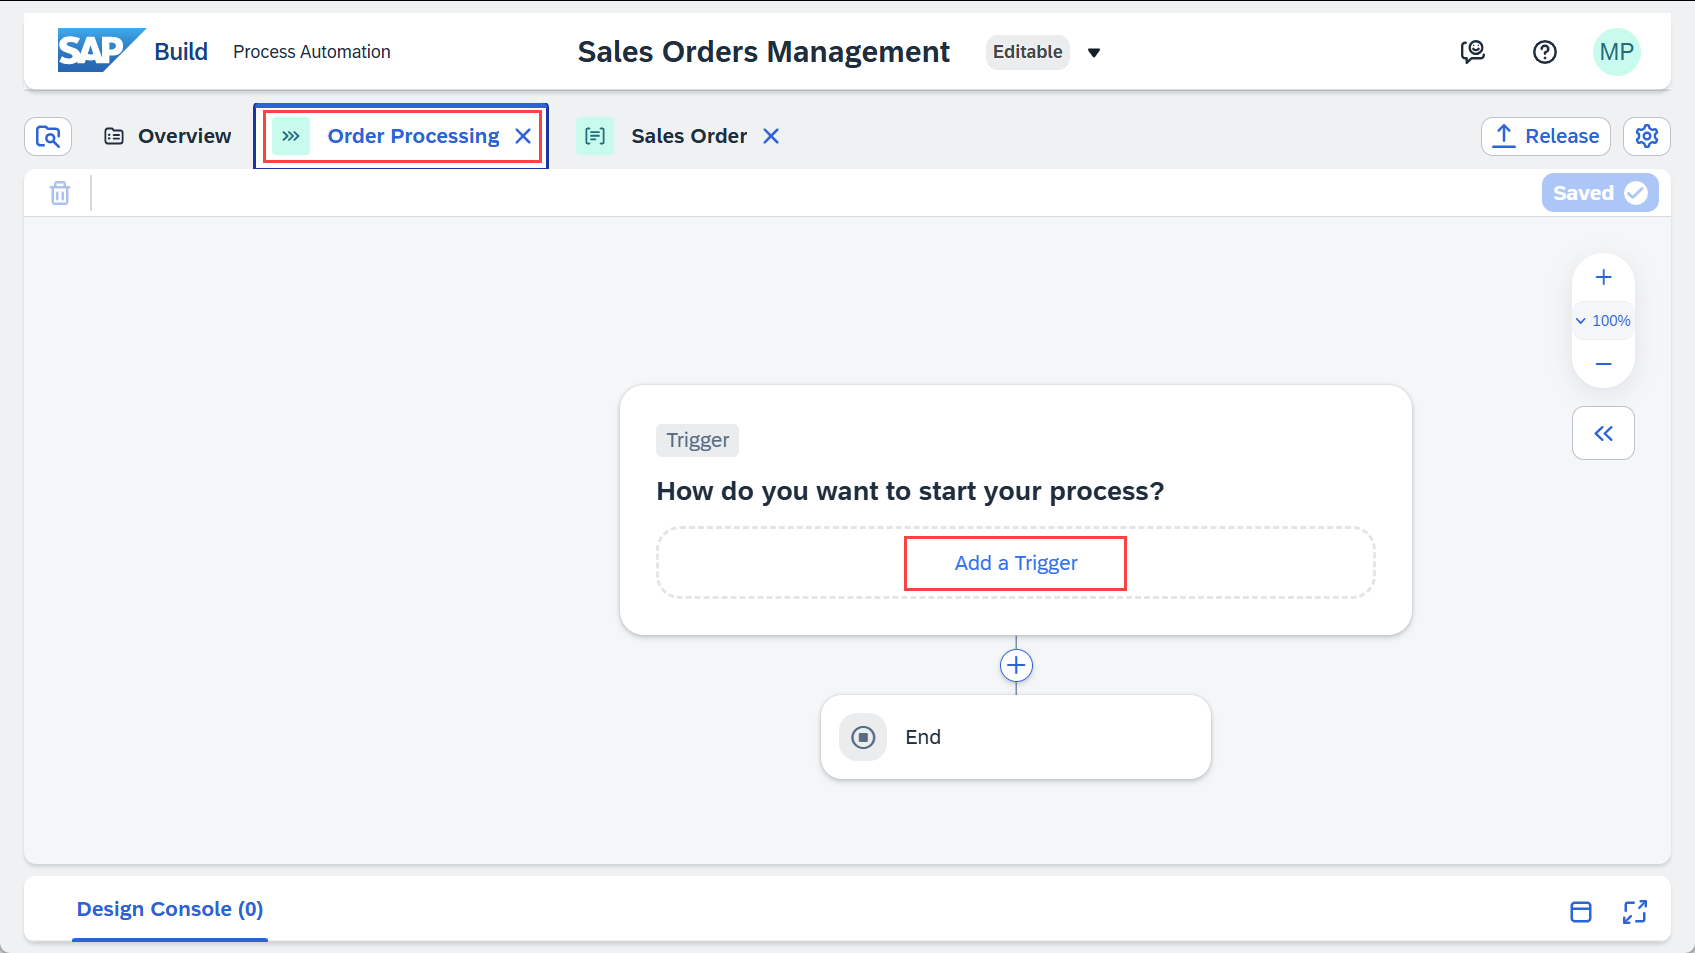 SAP Build Process Automation
Sales Orders Management Editable
MP
Overview
Order Processing
Sales Order
Release
Saved
100%
Trigger
How do you want to start your process?
Add a Trigger
End
Design Console (0)